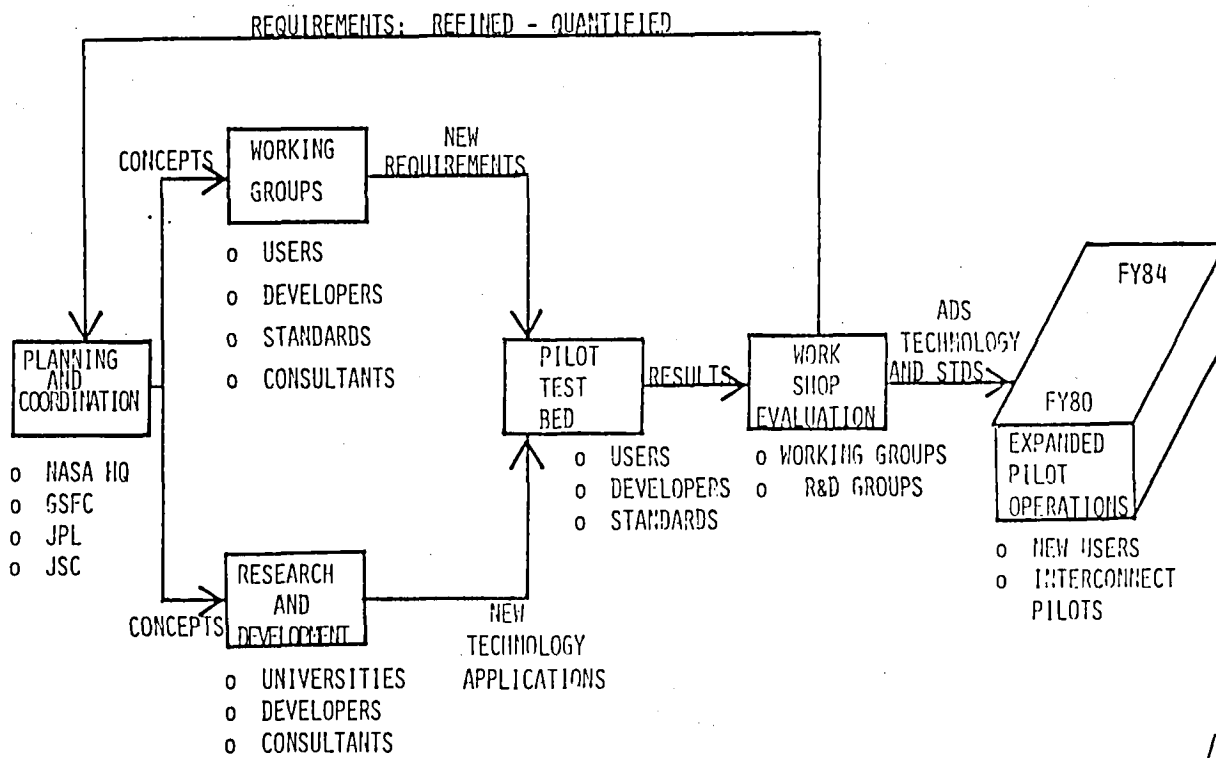 REQUIREMENTS: REFINED - QUANTIFIED
CONCEPTS
WORKING
GROUPS
NEW
REQUIREMENTS
o USERS
o DEVELOPERS
o STANDARDS
o CONSULTANTS
PLANNING
AND
COORDINATION
o NASA HQ
o GSFC
o JPL
o JSC
CONCEPTS
RESEARCH
AND
DEVELOPMENT
o UNIVERSITIES
o DEVELOPERS
o CONSULTANTS
NEW
TECHNOLOGY
APPLICATIONS
PILOT
TEST
BED
o USERS
o DEVELOPERS
o STANDARDS
RESULTS
WORK
SHOP
EVALUATION
o WORKING GROUPS
o R&D GROUPS
ADS
TECHNOLOGY
AND STDS
FY84
FY80
EXPANDED
PILOT
OPERATIONS
o NEW USERS
o INTERCONNECT
PILOTS